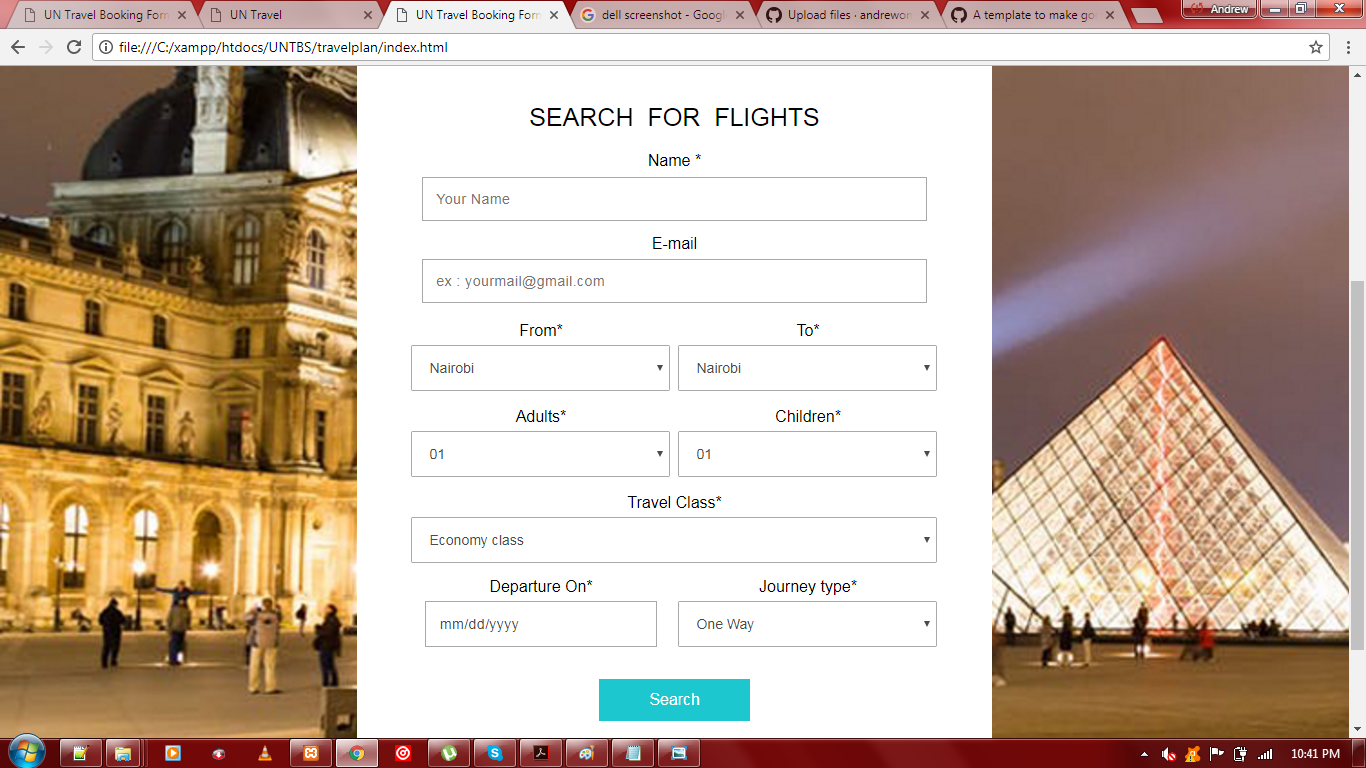 UN Travel Booking Form
UN Travel
UN Travel Booking Form
dell screenshot - Googl
Upload files · andrewon
A template to make goo
Andrew
file:///C:/xampp/htdocs/UNTBS/travelplan/index.html
SEARCH FOR FLIGHTS
Name *
Your Name
E-mail
ex : yourmail@gmail.com
From* To*
Nairobi Nairobi
Adults* Children*
01 01
Travel Class*
Economy class
Departure On* Journey type*
mm/dd/yyyy One Way
Search
10:41 PM